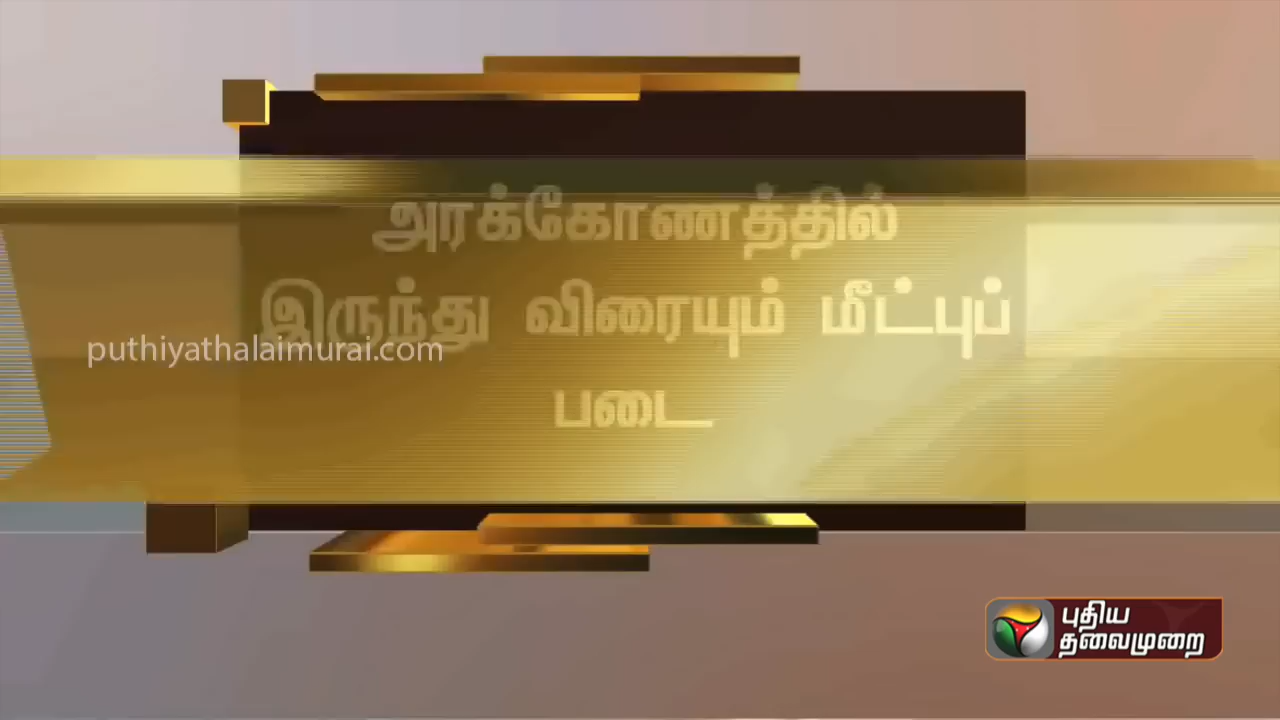 அரக்கோணத்தில்
இருந்து விரையும் மீட்புப்
puthiyathalaimurai.com
படை
புதிய
தலைமுறை